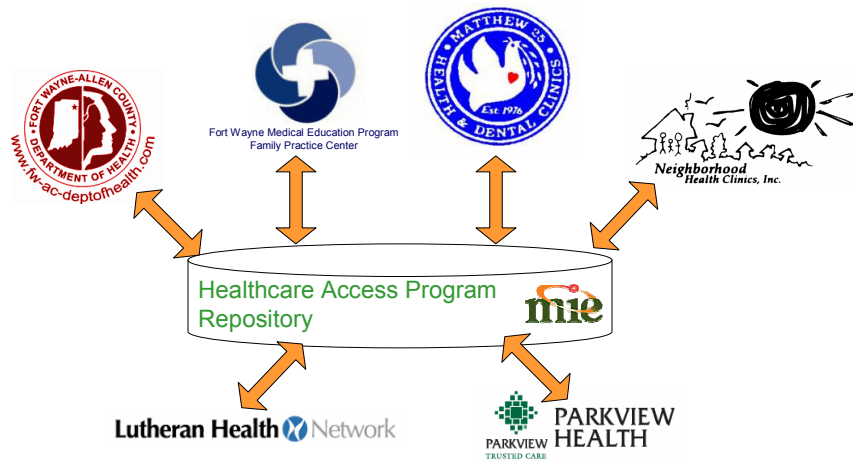 FORT WAYNE-ALLEN COUNTY
DEPARTMENT OF HEALTH
www.fw-ac-deptofhealth.com
Fort Wayne Medical Education Program
Family Practice Center
MATTHEW 25
Est. 1976
HEALTH & DENTAL CLINICS
Neighborhood
Health Clinics, Inc.
Healthcare Access Program
Repository
mie
Lutheran Health Network
PARKVIEW
TRUSTED CARE
PARKVIEW
HEALTH